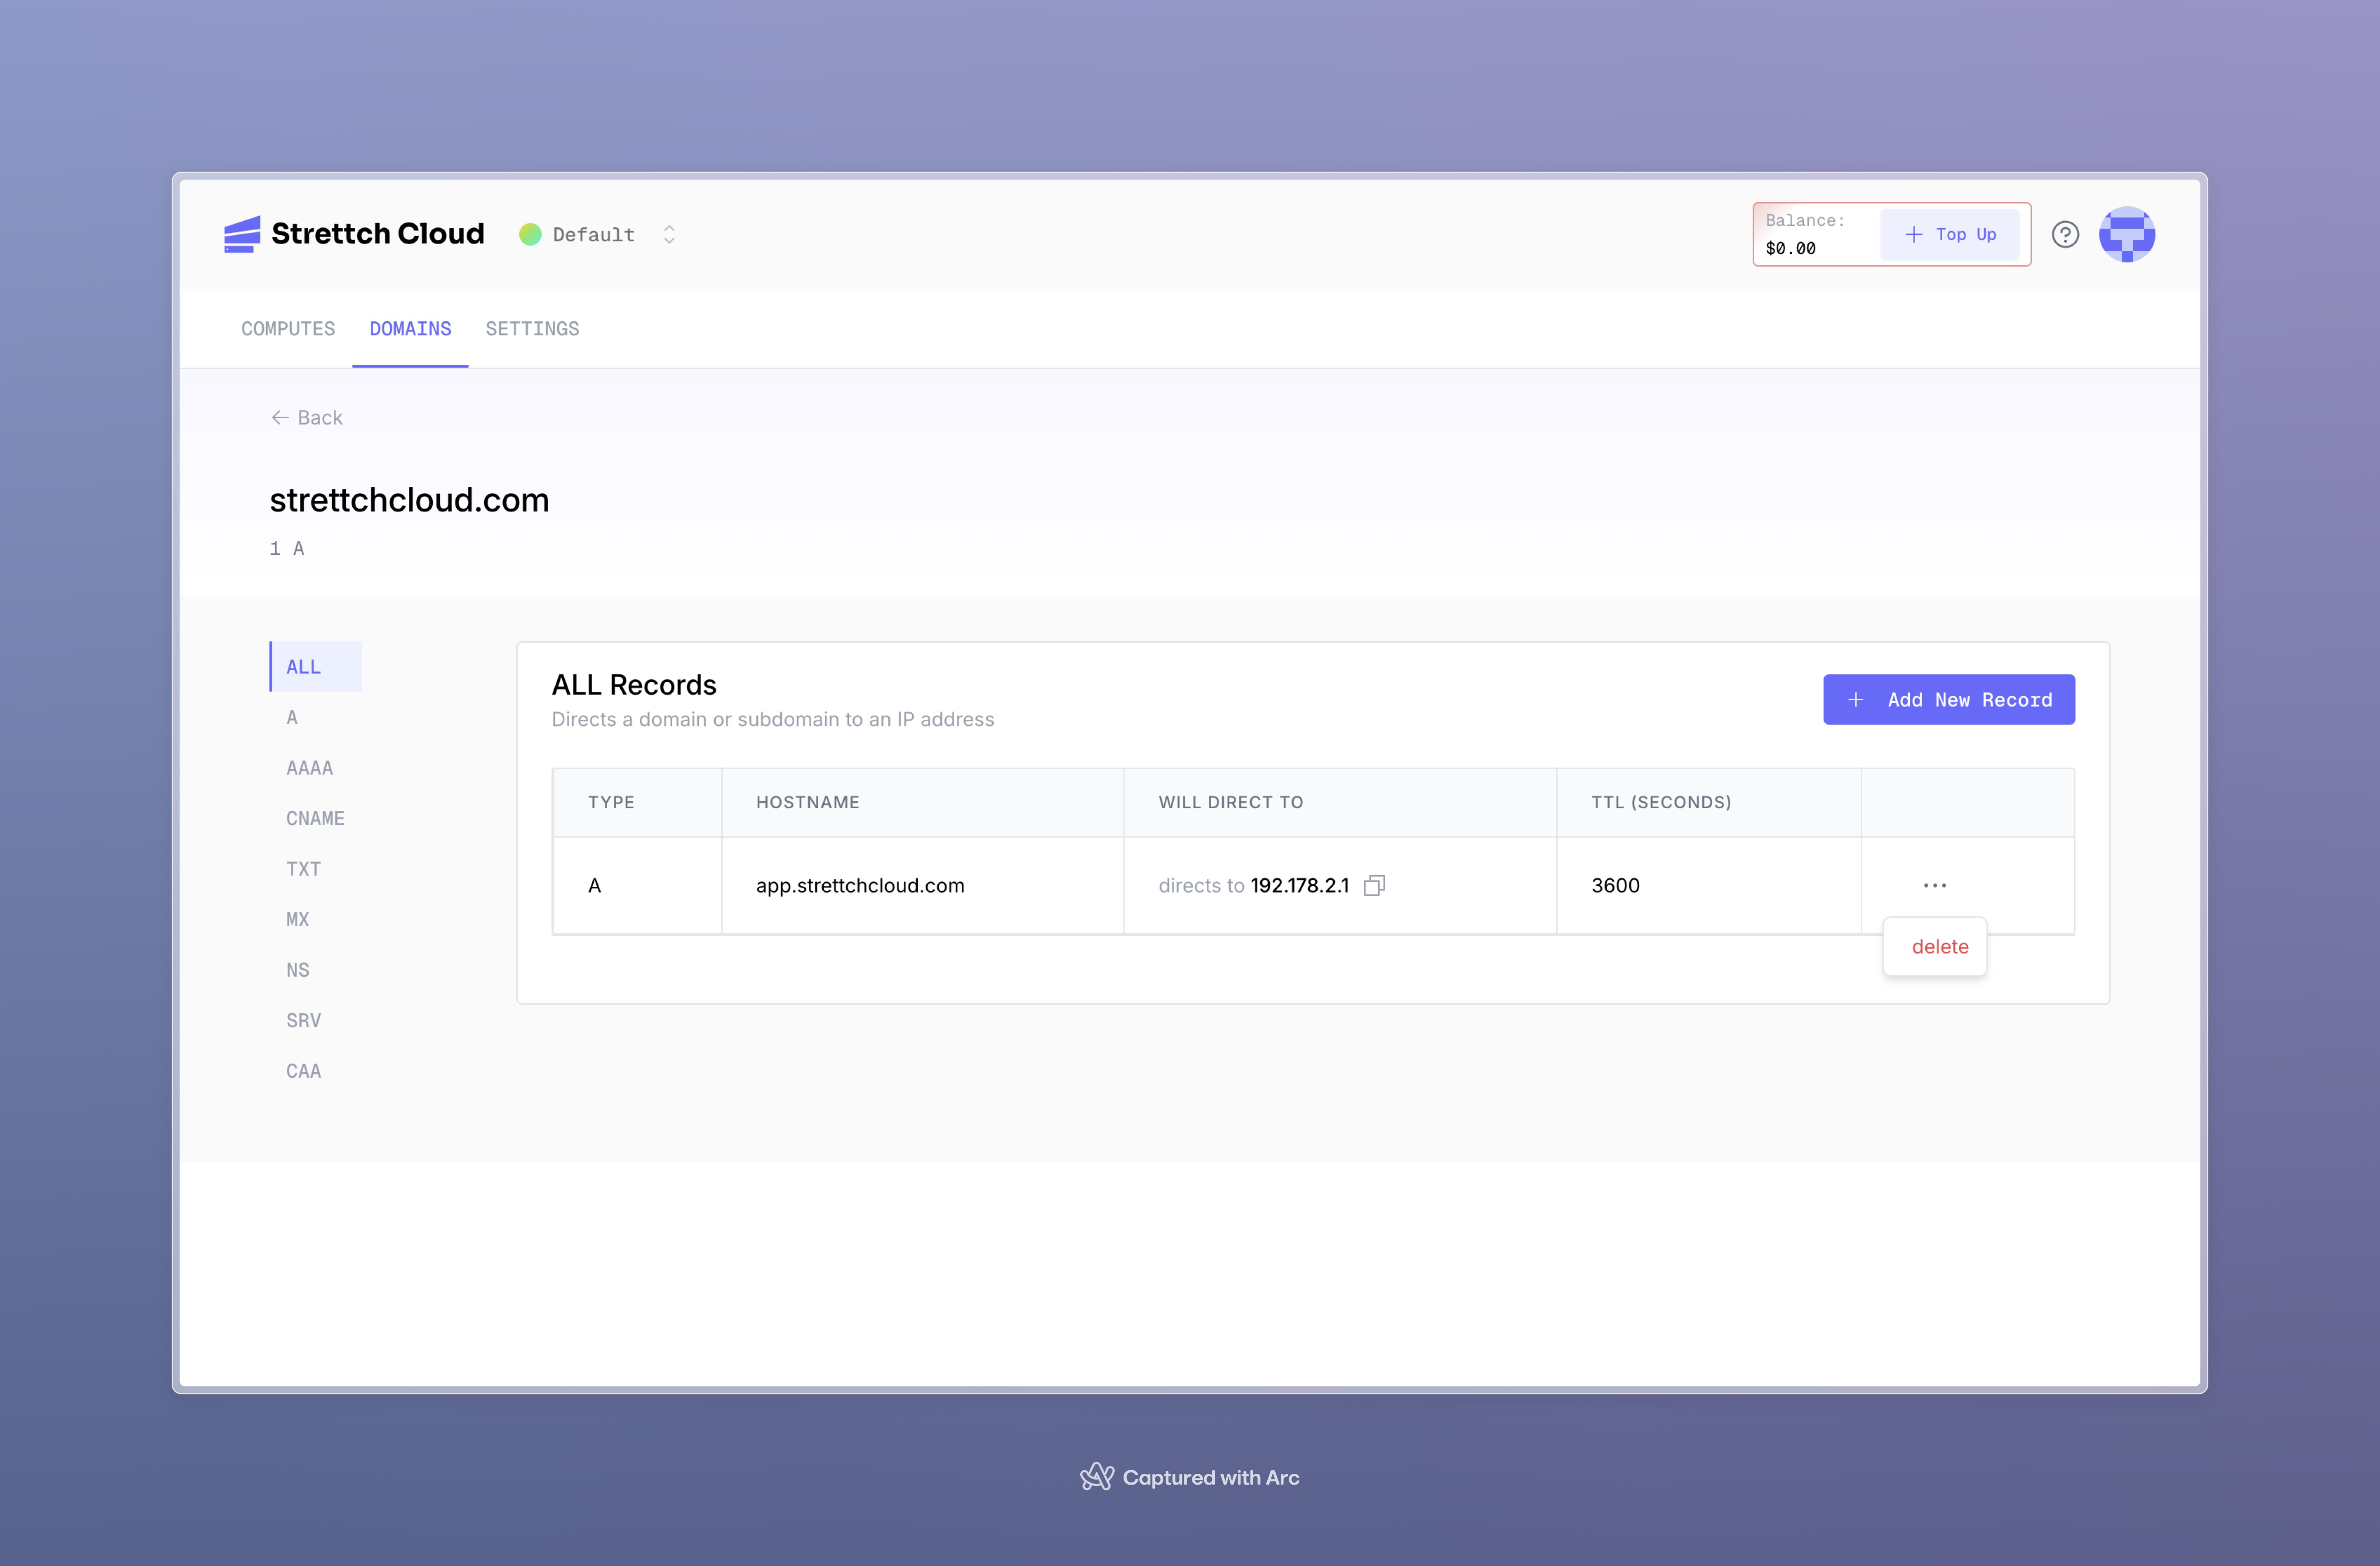 Strettch Cloud
Default
Balance:
$0.00
Top Up
COMPUTES DOMAINS SETTINGS
Back
strettchcloud.com
1 A
ALL
A
AAAA
CNAME
TXT
MX
NS
SRV
CAA
ALL Records
Directs a domain or subdomain to an IP address
Add New Record
TYPE HOSTNAME WILL DIRECT TO TTL (SECONDS)
A app.strettchcloud.com directs to 192.178.2.1 3600
delete
Captured with Arc